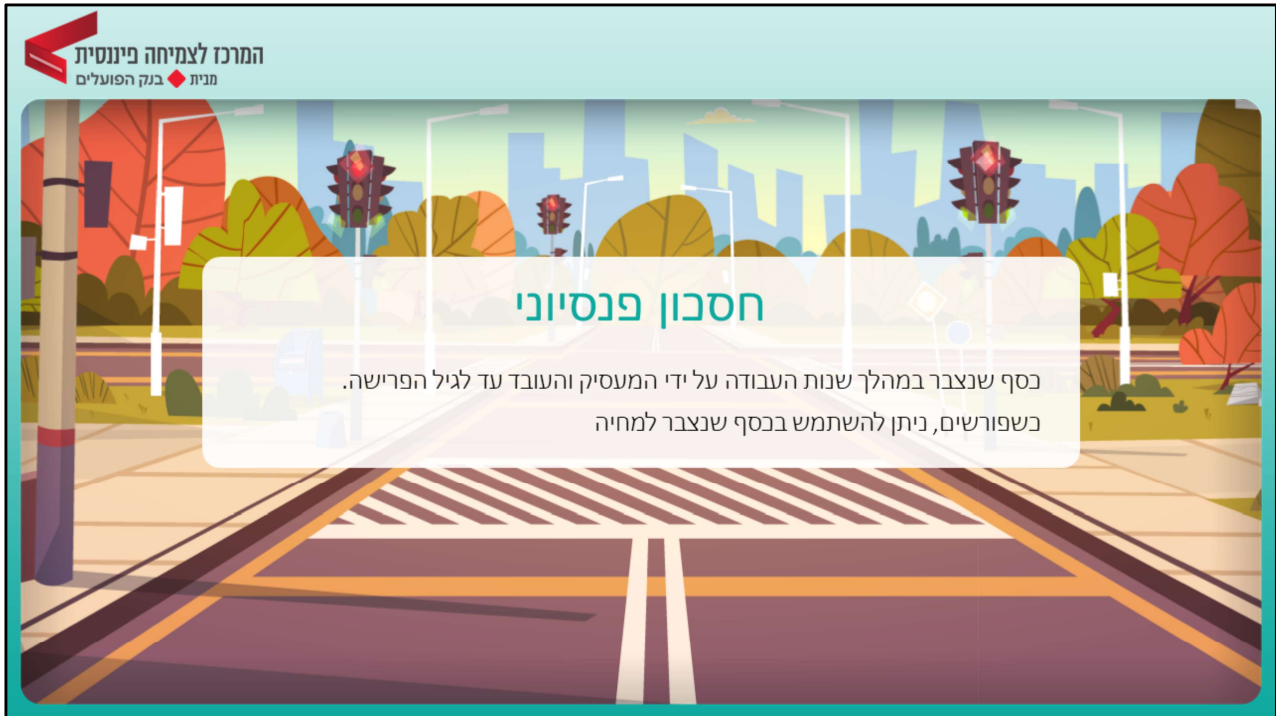 המרכז לצמיחה פיננסית
מבית בנק הפועלים
חסכון פנסיוני
כסף שנצבר במהלך שנות העבודה על ידי המעסיק והעובד עד לגיל הפרישה.
כשפורשים, ניתן להשתמש בכסף שנצבר למחיה